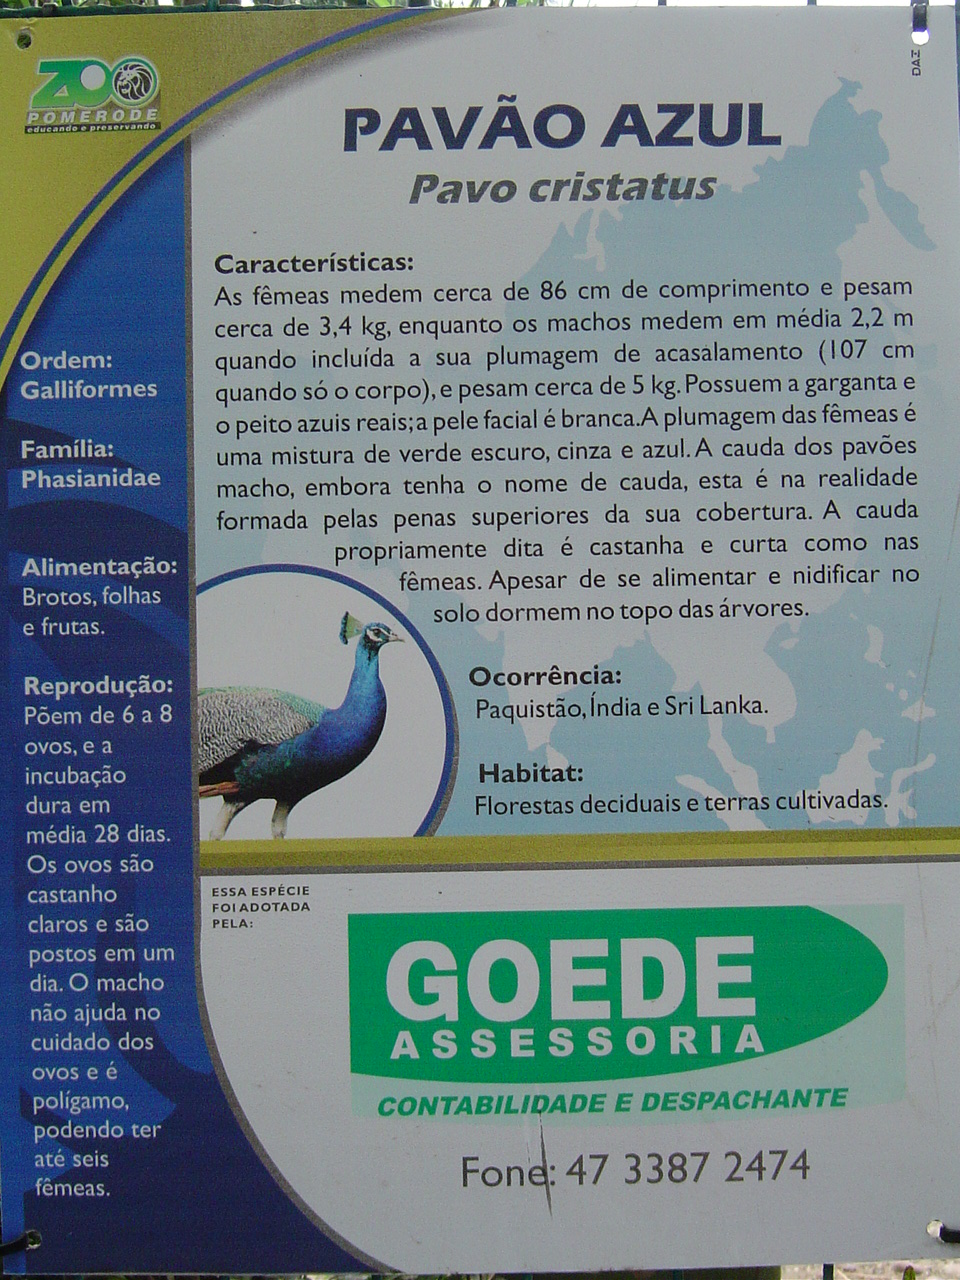 ZOO
POMERODE
educando e preservando
DAZ
PAVÃO AZUL
Pavo cristatus
Características:
As fêmeas medem cerca de 86 cm de comprimento e pesam
cerca de 3,4 kg, enquanto os machos medem em média 2,2 m
quando incluída a sua plumagem de acasalamento (107 cm
quando só o corpo), e pesam cerca de 5 kg. Possuem a garganta e
o peito azuis reais; a pele facial é branca. A plumagem das fêmeas é
uma mistura de verde escuro, cinza e azul. A cauda dos pavões
macho, embora tenha o nome de cauda, esta é na realidade
formada pelas penas superiores da sua cobertura. A cauda
propriamente dita é castanha e curta como nas
fêmeas. Apesar de se alimentar e nidificar no
solo dormem no topo das árvores.
Ocorrência:
Paquistão, Índia e Sri Lanka.
Habitat:
Florestas deciduais e terras cultivadas.
Ordem:
Galliformes
Família:
Phasianidae
Alimentação:
Brotos, folhas
e frutas.
Reprodução:
Põem de 6 a 8
ovos, e a
incubação
dura em
média 28 dias.
Os ovos são
castanho
claros e são
postos em um
dia. O macho
não ajuda no
cuidado dos
ovos e é
polígamo,
podendo ter
até seis
fêmeas.
ESSA ESPÉCIE
FOI ADOTADA
PELA:
GOEDE
ASSESSORIA
CONTABILIDADE E DESPACHANTE
Fone: 47 3387 2474